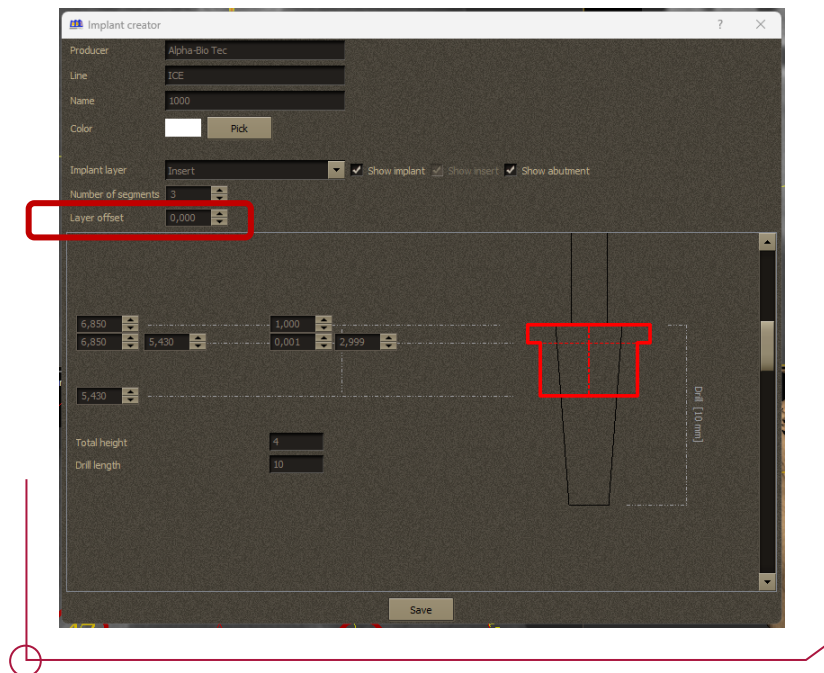 Implant creator ? ×
Producer Alpha-Bio Tec
Line ICE
Name 1000
Color Pick
Implant layer Insert Show implant Show insert Show abutment
Number of segments 3
Layer offset 0,000
6,850 1,000
6,850 5,430 0,001 2,999
5,430
Drill [10 mm]
Total height 4
Drill length 10
Save